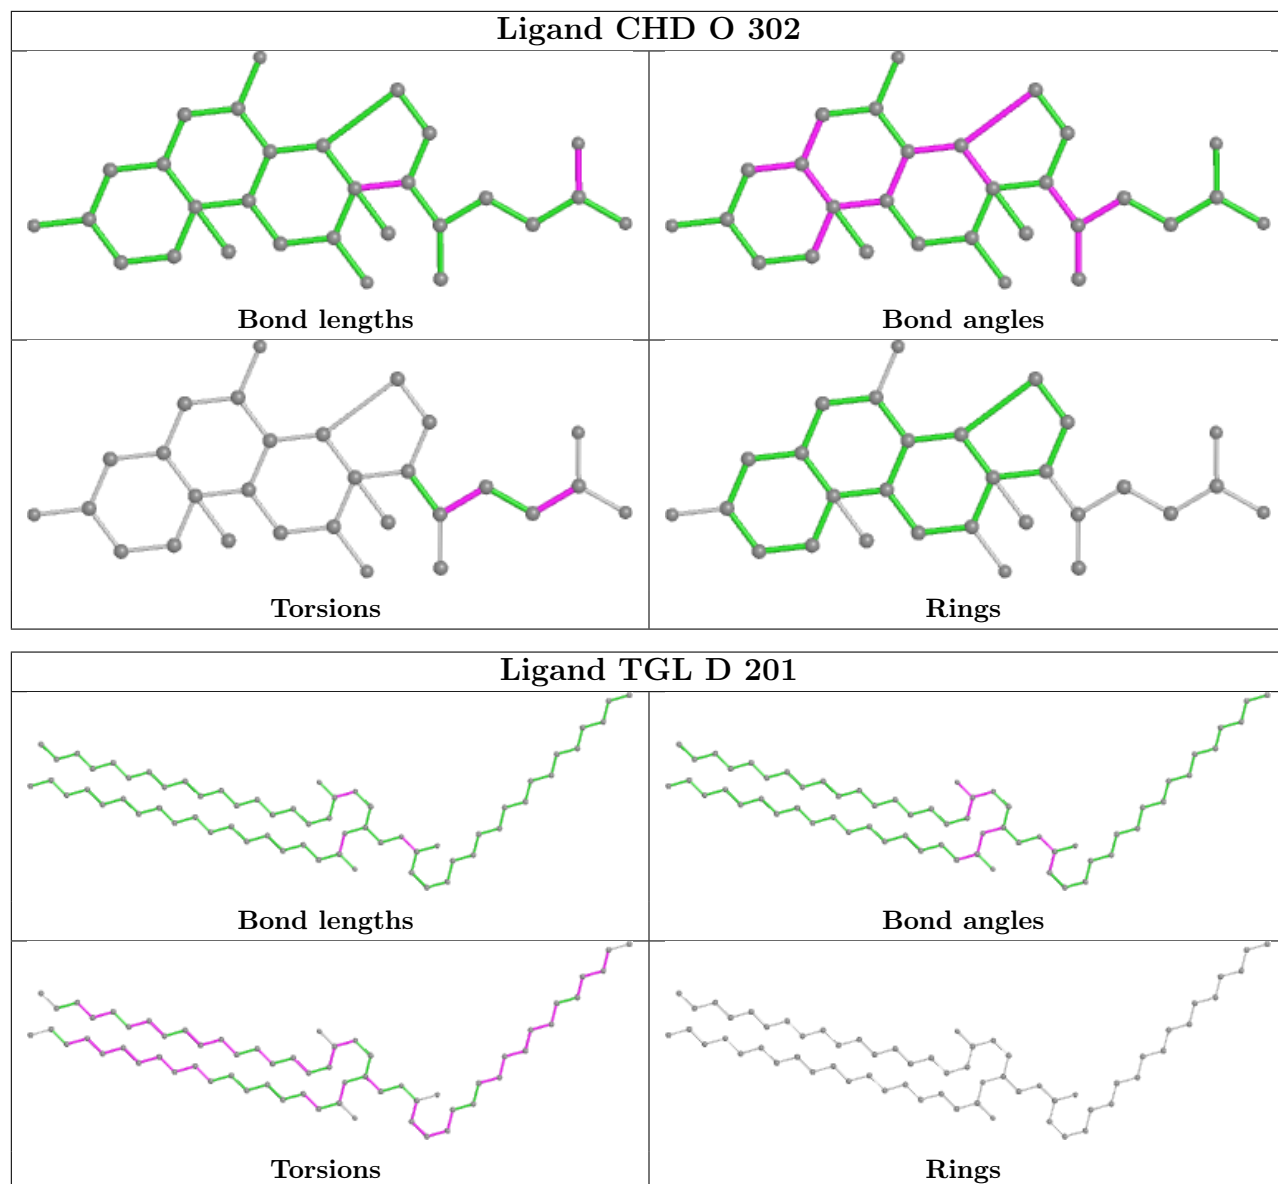 Ligand CHD O 302
Bond lengths
Bond angles
Torsions
Rings
Ligand TGL D 201
Bond lengths
Bond angles
Torsions
Rings